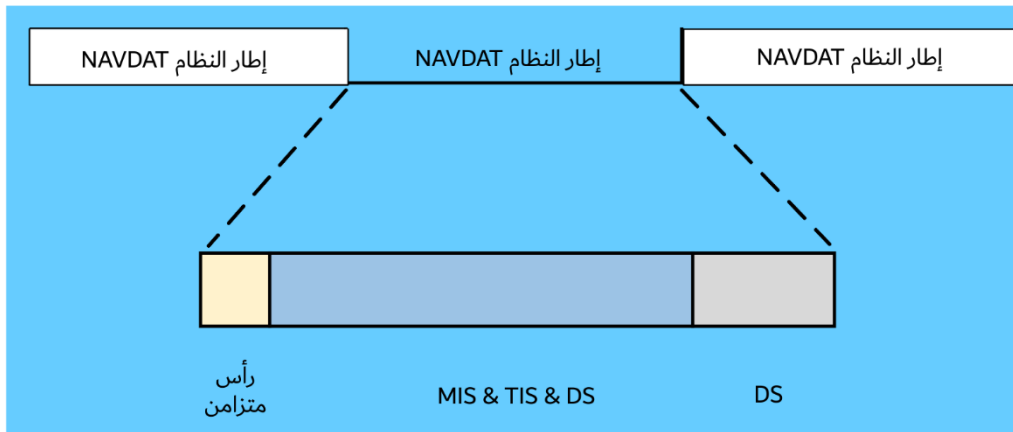 إطار النظام NAVDAT
إطار النظام NAVDAT
إطار النظام NAVDAT
رأس
متزامن
MIS & TIS & DS
DS